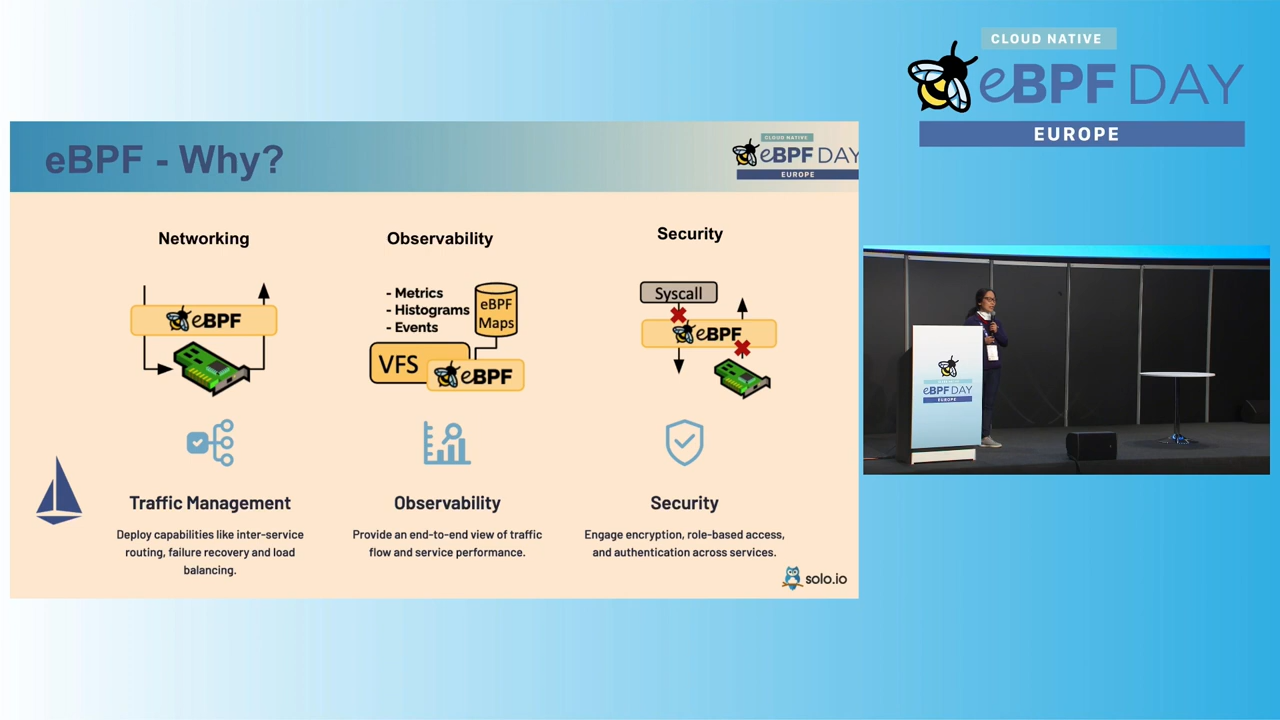 CLOUD NATIVE
eBPF DAY
EUROPE
eBPF - Why?
CLOUD NATIVE
eBPF DAY
EUROPE
Networking
Observability
Security
eBPF
- Metrics
- Histograms
- Events
eBPF
Maps
VFS
eBPF
Syscall
eBPF
Traffic Management
Deploy capabilities like inter-service
routing, failure recovery and load
balancing.
Observability
Provide an end-to-end view of traffic
flow and service performance.
Security
Engage encryption, role-based access,
and authentication across services.
solo.io
eBPF DAY
EUROPE